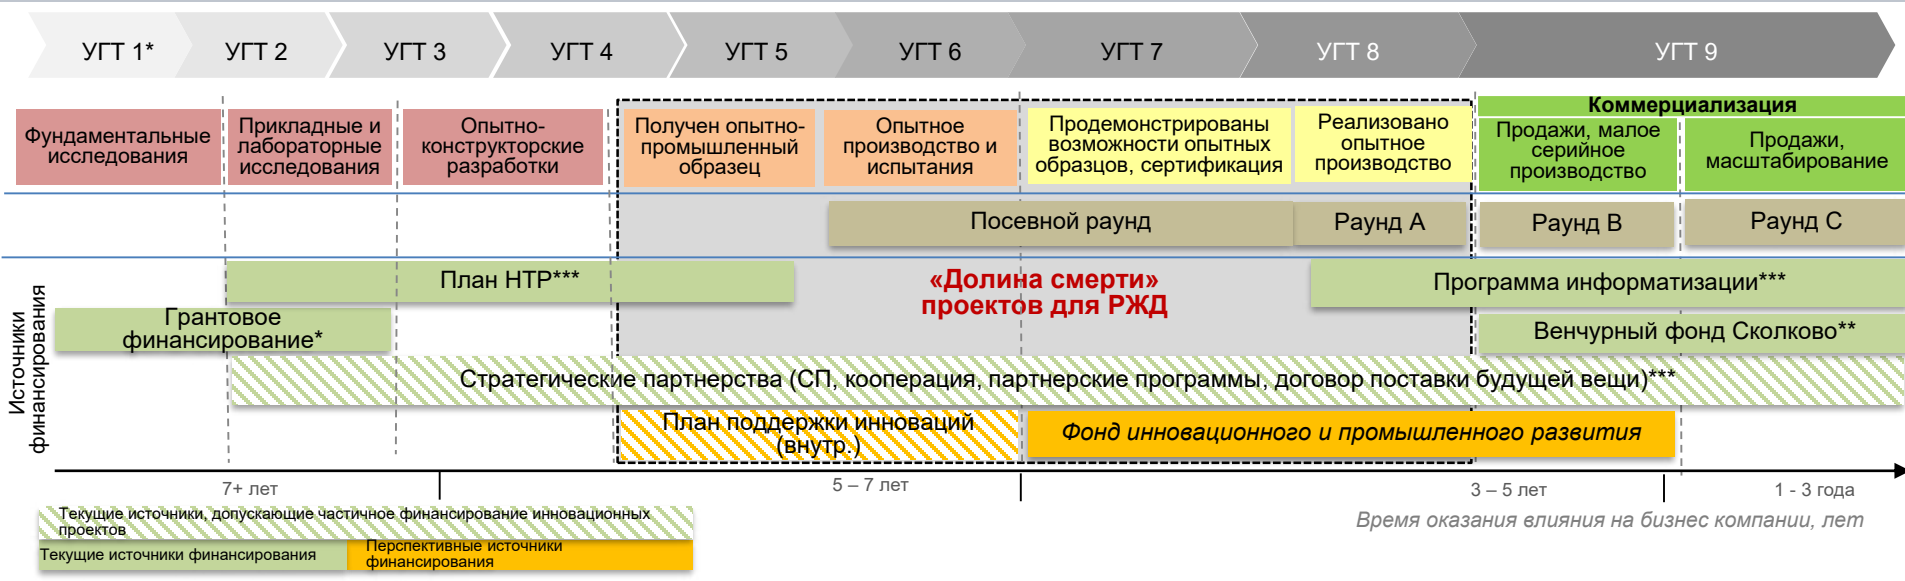 УГТ 1*
УГТ 2
УГТ 3
УГТ 4
УГТ 5
УГТ 6
УГТ 7
УГТ 8
УГТ 9
Фундаментальные
исследования
Прикладные и
лабораторные
исследования
Опытно-
конструкторские
разработки
Получен опытно-
промышленный
образец
Опытное
производство и
испытания
Продемонстрированы
возможности опытных
образцов, сертификация
Реализовано
опытное
производство
Коммерциализация
Продажи, малое
серийное
производство
Продажи,
масштабирование
Посевной раунд
Раунд А
Раунд В
Раунд С
Источники
финансирования
План НТР***
«Долина смерти»
проектов для РЖД
Программа информатизации***
Грантовое
финансирование*
Венчурный фонд Сколково**
Стратегические партнерства (СП, кооперация, партнерские программы, договор поставки будущей вещи)***
План поддержки инноваций
(внутр.)
Фонд инновационного и промышленного развития
7+ лет
5 – 7 лет
3 – 5 лет
1 - 3 года
Время оказания влияния на бизнес компании, лет
Текущие источники, допускающие частичное финансирование инновационных
проектов
Текущие источники финансирования
Перспективные источники
финансирования